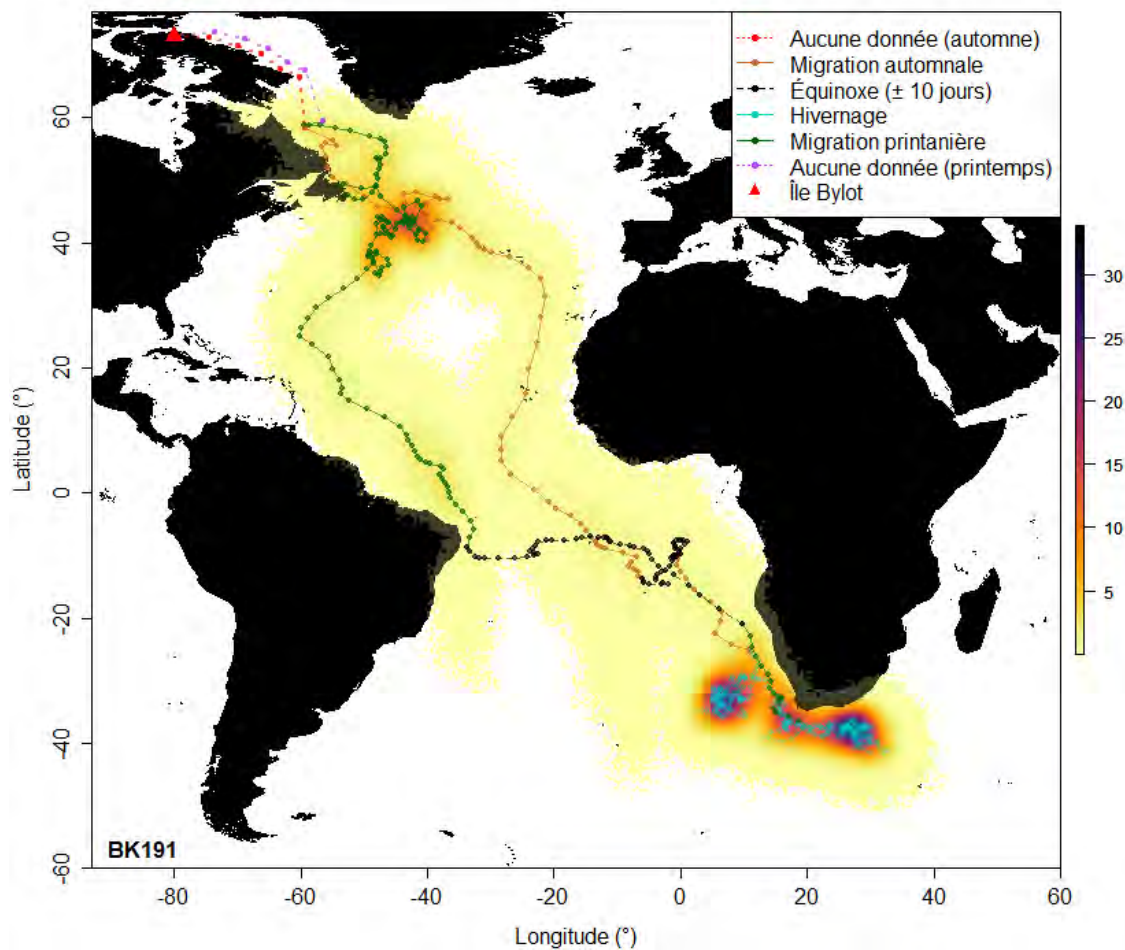 Aucune donnée (automne)
Migration automnale
Équinoxe (± 10 jours)
Hivernage
Migration printanière
Aucune donnée (printemps)
Île Bylot
60
40
20
0
-20
-40
-60
Latitude (°)
30
25
20
15
10
5
BK191
-80
-60
-40
-20
0
20
40
60
Longitude (°)